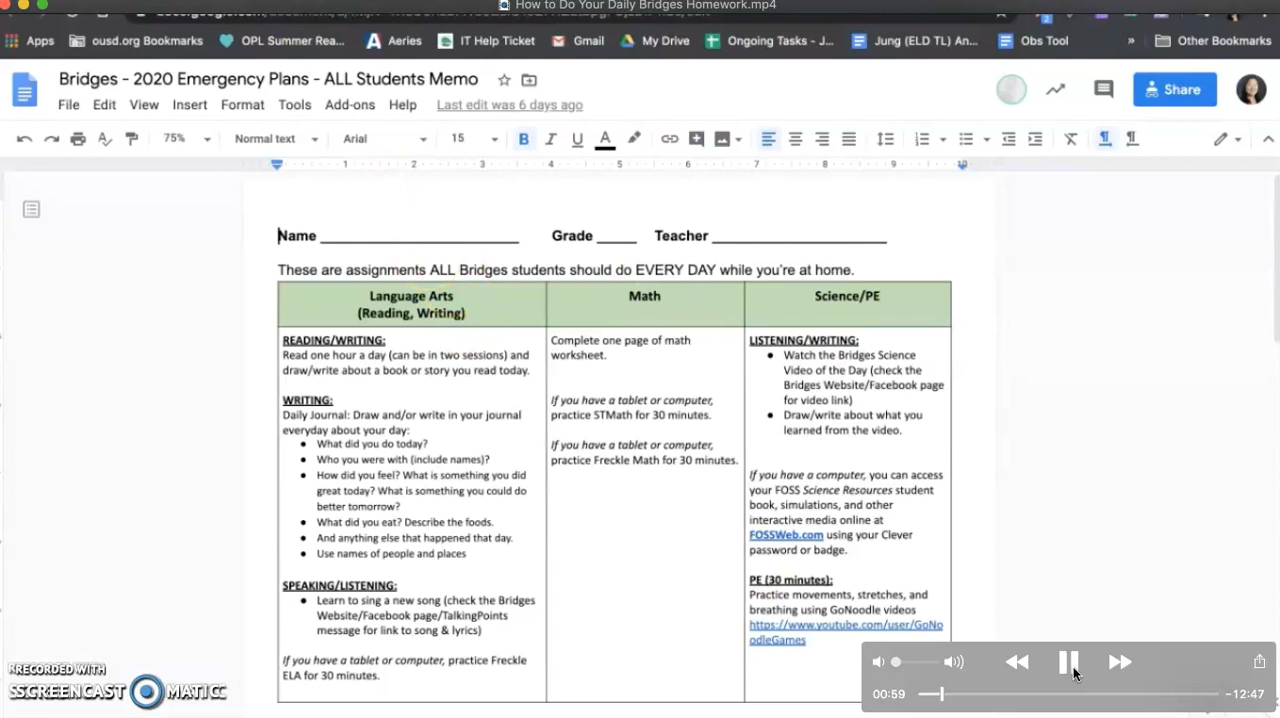 How to Do Your Daily Bridges Homework.mp4
Apps ousd.org Bookmarks OPL Summer Rea... Aeries IT Help Ticket Gmail My Drive Ongoing Tasks - J... Jung (ELD TL) An... Obs Tool » Other Bookmarks
Bridges - 2020 Emergency Plans - ALL Students Memo
Share
File Edit View Insert Format Tools Add-ons Help Last edit was 6 days ago
75% Normal text Arial 15 B I U A
1 2 3 4 5 6 7 8 9 10
Name ______ Grade ______ Teacher ______
These are assignments ALL Bridges students should do EVERY DAY while you're at home.
Language Arts
(Reading, Writing)
READING/WRITING:
Read one hour a day (can be in two sessions) and
draw/write about a book or story you read today.
WRITING:
Daily Journal: Draw and/or write in your journal
everyday about your day:
● What did you do today?
● Who you were with (include names)?
● How did you feel? What is something you did
great today? What is something you could do
better tomorrow?
● What did you eat? Describe the foods.
● And anything else that happened that day.
● Use names of people and places
SPEAKING/LISTENING:
● Learn to sing a new song (check the Bridges
Website/Facebook page/TalkingPoints
message for link to song & lyrics)
If you have a tablet or computer, practice Freckle
ELA for 30 minutes.
Math
Complete one page of math
worksheet.
If you have a tablet or computer,
practice STMath for 30 minutes.
If you have a tablet or computer,
practice Freckle Math for 30 minutes.
Science/PE
LISTENING/WRITING:
● Watch the Bridges Science
Video of the Day (check the
Bridges Website/Facebook page
for video link)
● Draw/write about what you
learned from the video.
If you have a computer, you can access
your FOSS Science Resources student
book, simulations, and other
interactive media online at
FOSSWeb.com using your Clever
password or badge.
PE (30 minutes):
Practice movements, stretches, and
breathing using GoNoodle videos
https://www.youtube.com/user/GoNo
odleGames
RECORDED WITH
SCREENCAST MATIC
00:59 -12:47